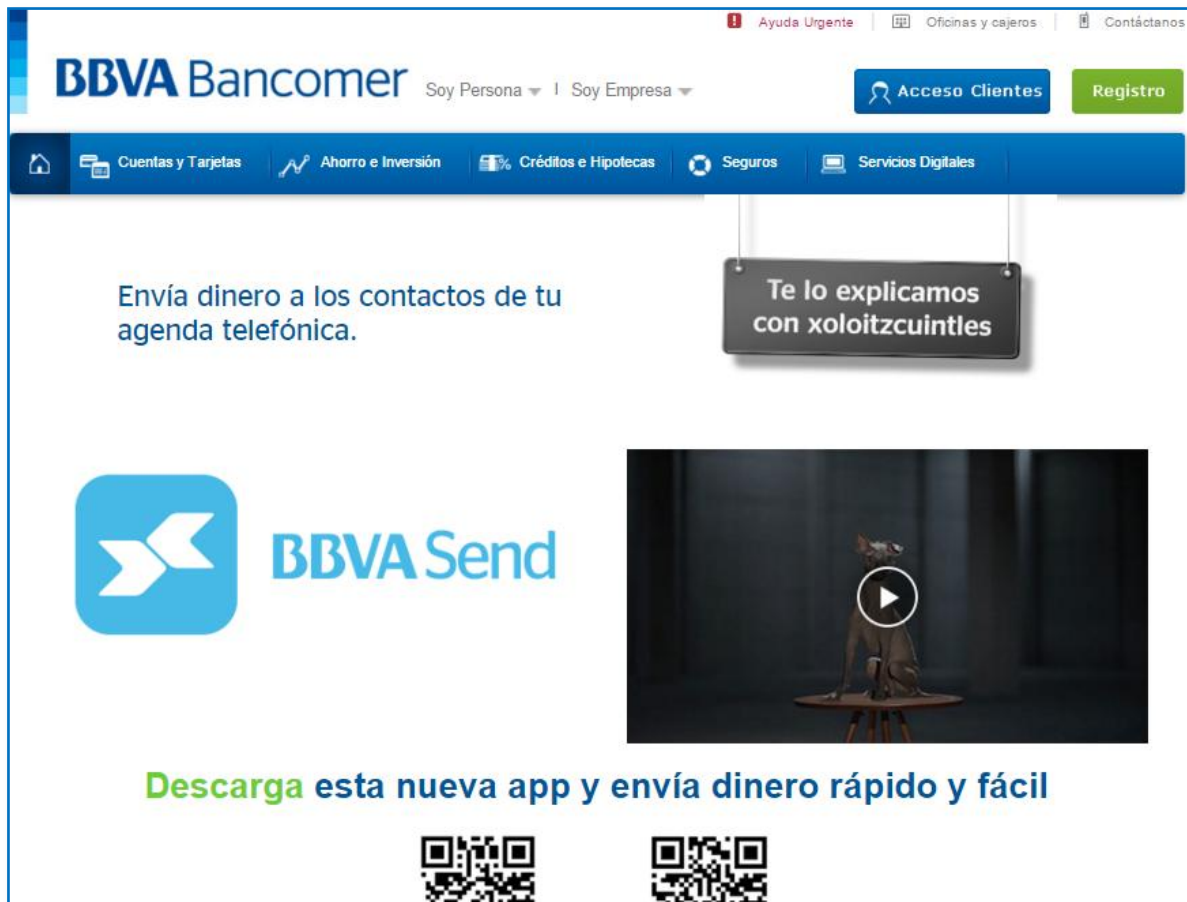 Ayuda Urgente
Oficinas y cajeros
Contáctanos
BBVA Bancomer
Soy Persona | Soy Empresa
Acceso Clientes
Registro
Cuentas y Tarjetas
Ahorro e Inversión
% Créditos e Hipotecas
Seguros
Servicios Digitales
Envía dinero a los contactos de tu
agenda telefónica.
Te lo explicamos
con xoloitzcuintles
BBVA Send
Descarga esta nueva app y envía dinero rápido y fácil